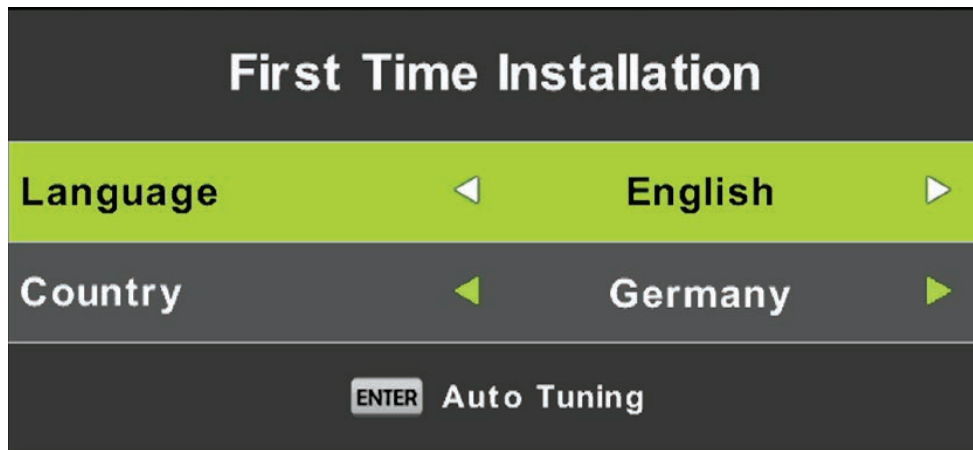 First Time Installation
Language English
Country Germany
ENTER Auto Tuning